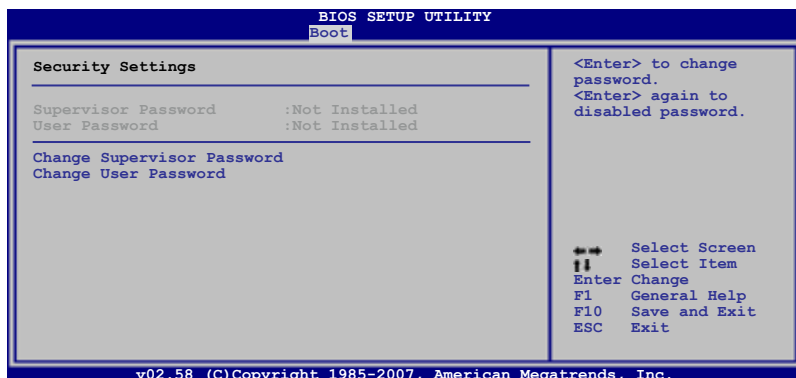 BIOS SETUP UTILITY
Boot
Security Settings
Supervisor Password :Not Installed
User Password :Not Installed
Change Supervisor Password
Change User Password
<Enter> to change
password.
<Enter> again to
disabled password.
←→ Select Screen
↑↓ Select Item
Enter Change
F1 General Help
F10 Save and Exit
ESC Exit
v02.58 (C)Copyright 1985-2007, American Megatrends, Inc.